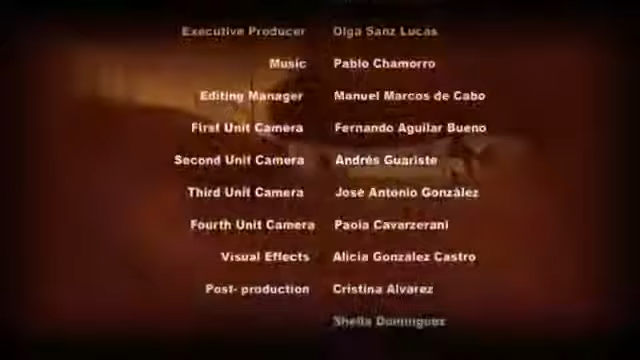 Executive Producer Olga Sanz Lucas
Music Pablo Chamorro
Editing Manager Manuel Marcos de Cabo
First Unit Camera Fernando Aguilar Bueno
Second Unit Camera Andrés Guariste
Third Unit Camera José Antonio González
Fourth Unit Camera Paola Cavarzerani
Visual Effects Alicia González Castro
Post- production Cristina Alvarez
Sheila Dominguez